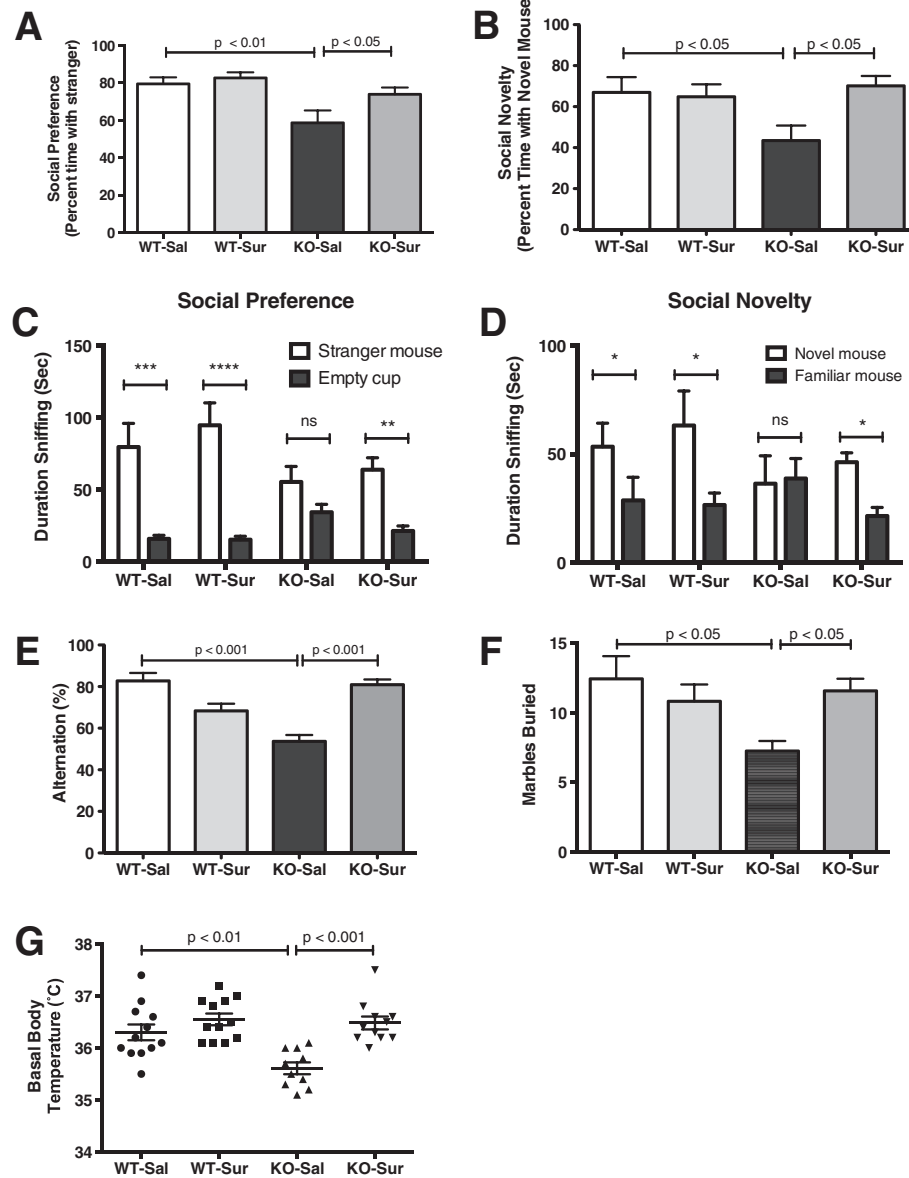 A
Social Preference
(Percent time with stranger)
100
80
60
40
20
0
p < 0.01
p < 0.05
WT-Sal
WT-Sur
KO-Sal
KO-Sur
B
Social Novelty
(Percent Time with Novel Mouse
100
80
60
40
20
0
p < 0.05
p < 0.05
WT-Sal
WT-Sur
KO-Sal
KO-Sur
C
Social Preference
Duration Sniffing (Sec)
150
100
50
0
Stranger mouse
Empty cup
***
****
ns
**
WT-Sal
WT-Sur
KO-Sal
KO-Sur
D
Social Novelty
Duration Sniffing (Sec)
100
50
0
Novel mouse
Familiar mouse
*
*
ns
*
WT-Sal
WT-Sur
KO-Sal
KO-Sur
E
Alternation (%)
100
80
60
40
20
0
p < 0.001
p < 0.001
WT-Sal
WT-Sur
KO-Sal
KO-Sur
F
Marbles Buried
15
10
5
0
p < 0.05
p < 0.05
WT-Sal
WT-Sur
KO-Sal
KO-Sur
G
Basal Body
Temperature (˚C)
38
37
36
35
34
p < 0.01
p < 0.001
WT-Sal
WT-Sur
KO-Sal
KO-Sur